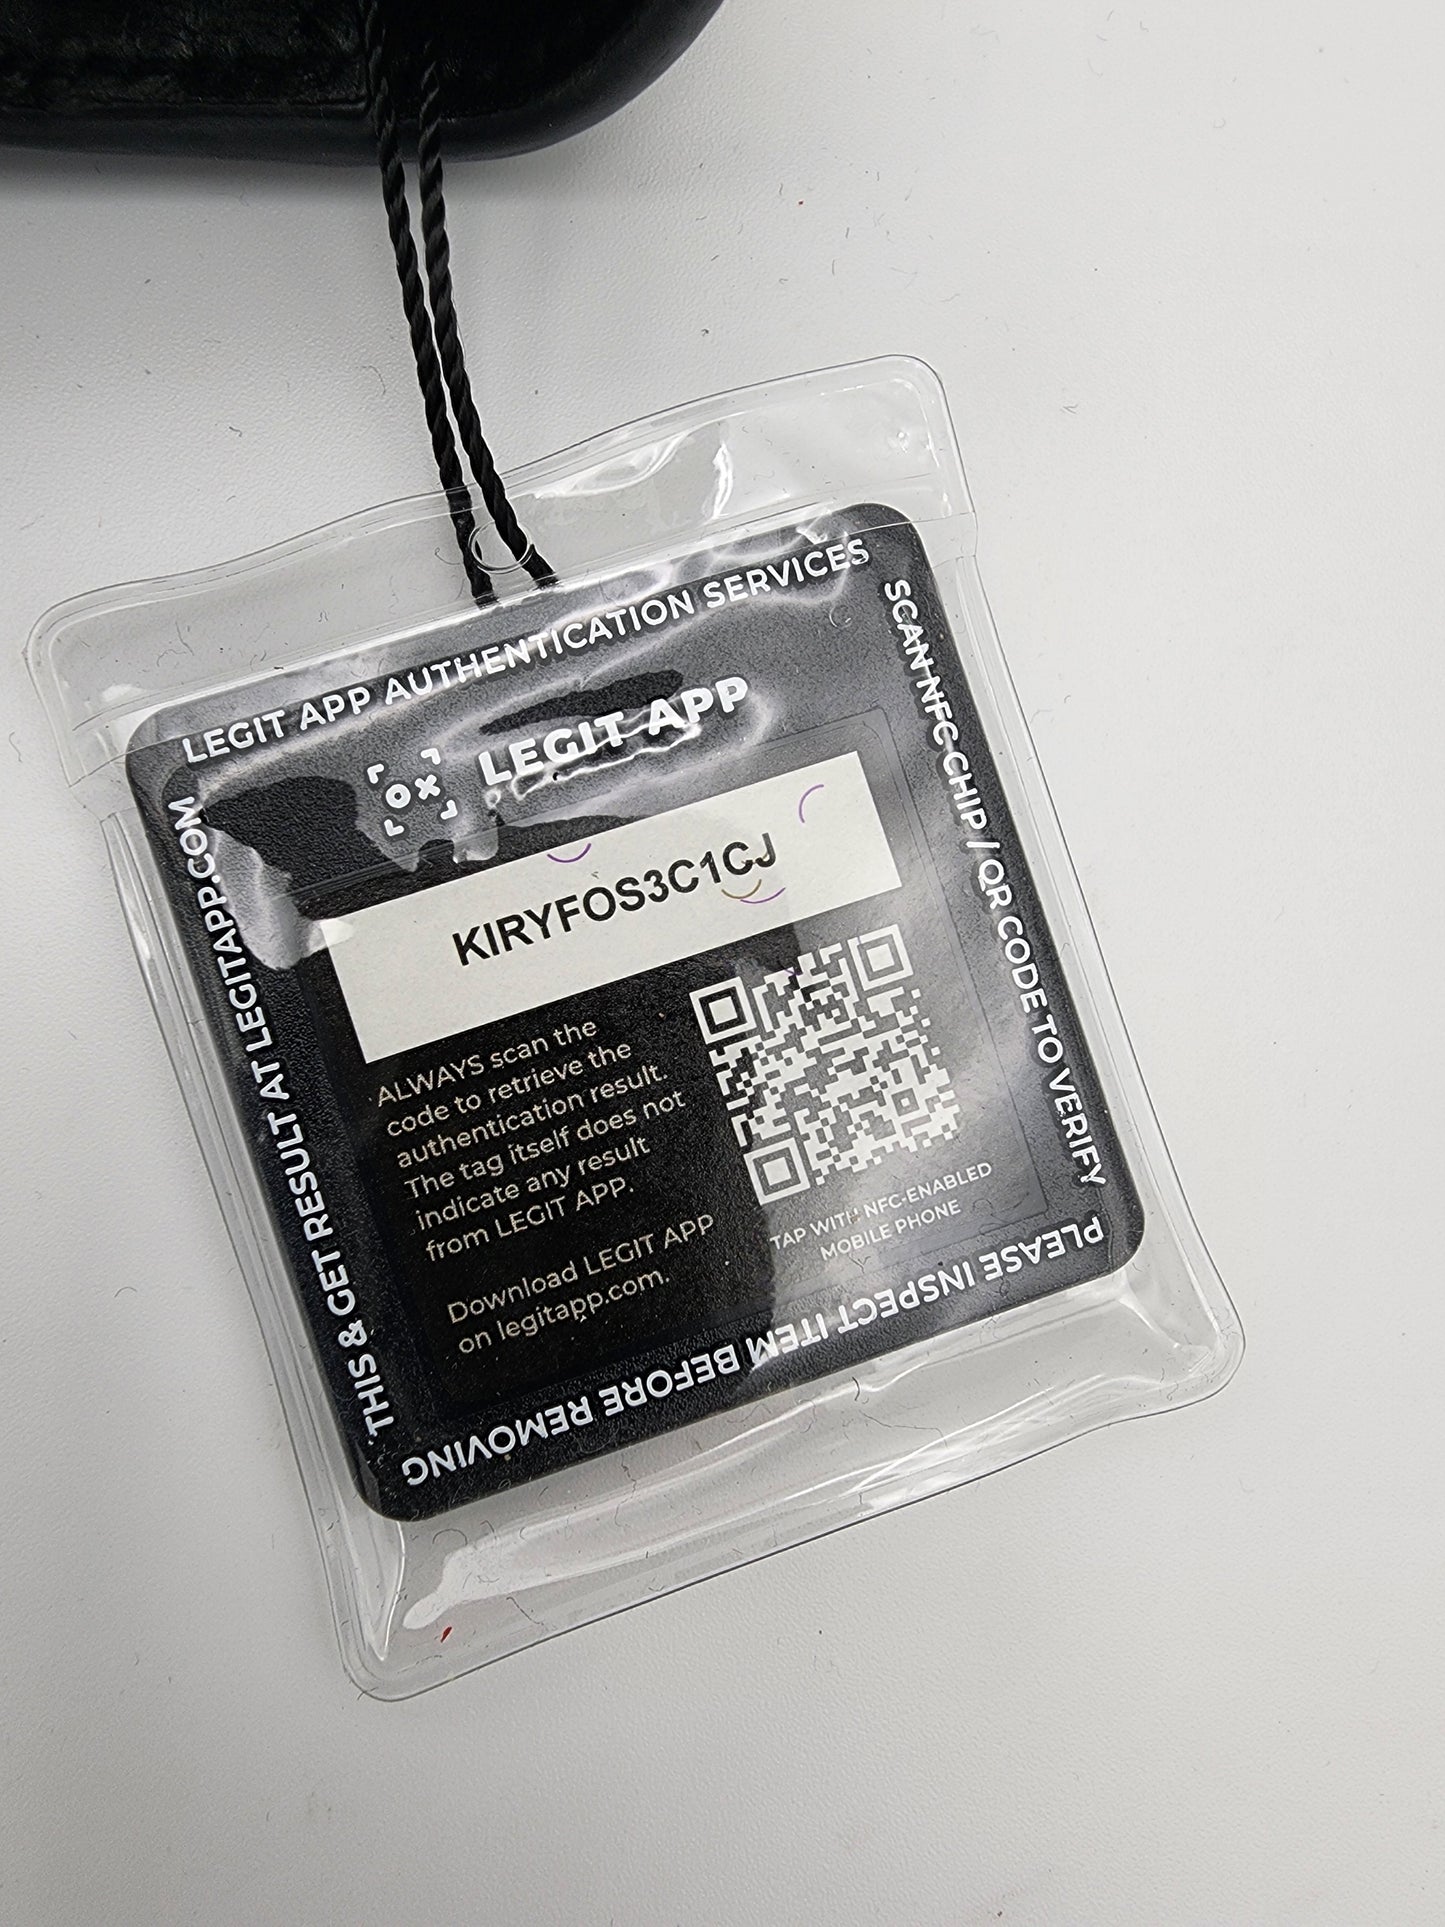 LEGIT APP AUTHENTICATION SERVICES
SCAN NFC CHIP / QR CODE TO VERIFY
PLEASE INSPECT ITEM BEFORE REMOVING
THIS & GET RESULT AT LEGITAPP.COM
LEGIT APP
KIRYFOS3C1CJ
ALWAYS scan the
code to retrieve the
authentication result.
The tag itself does not
indicate any result
from LEGIT APP.
Download LEGIT APP
on legitapp.com.
TAP WITH NFC-ENABLED
MOBILE PHONE